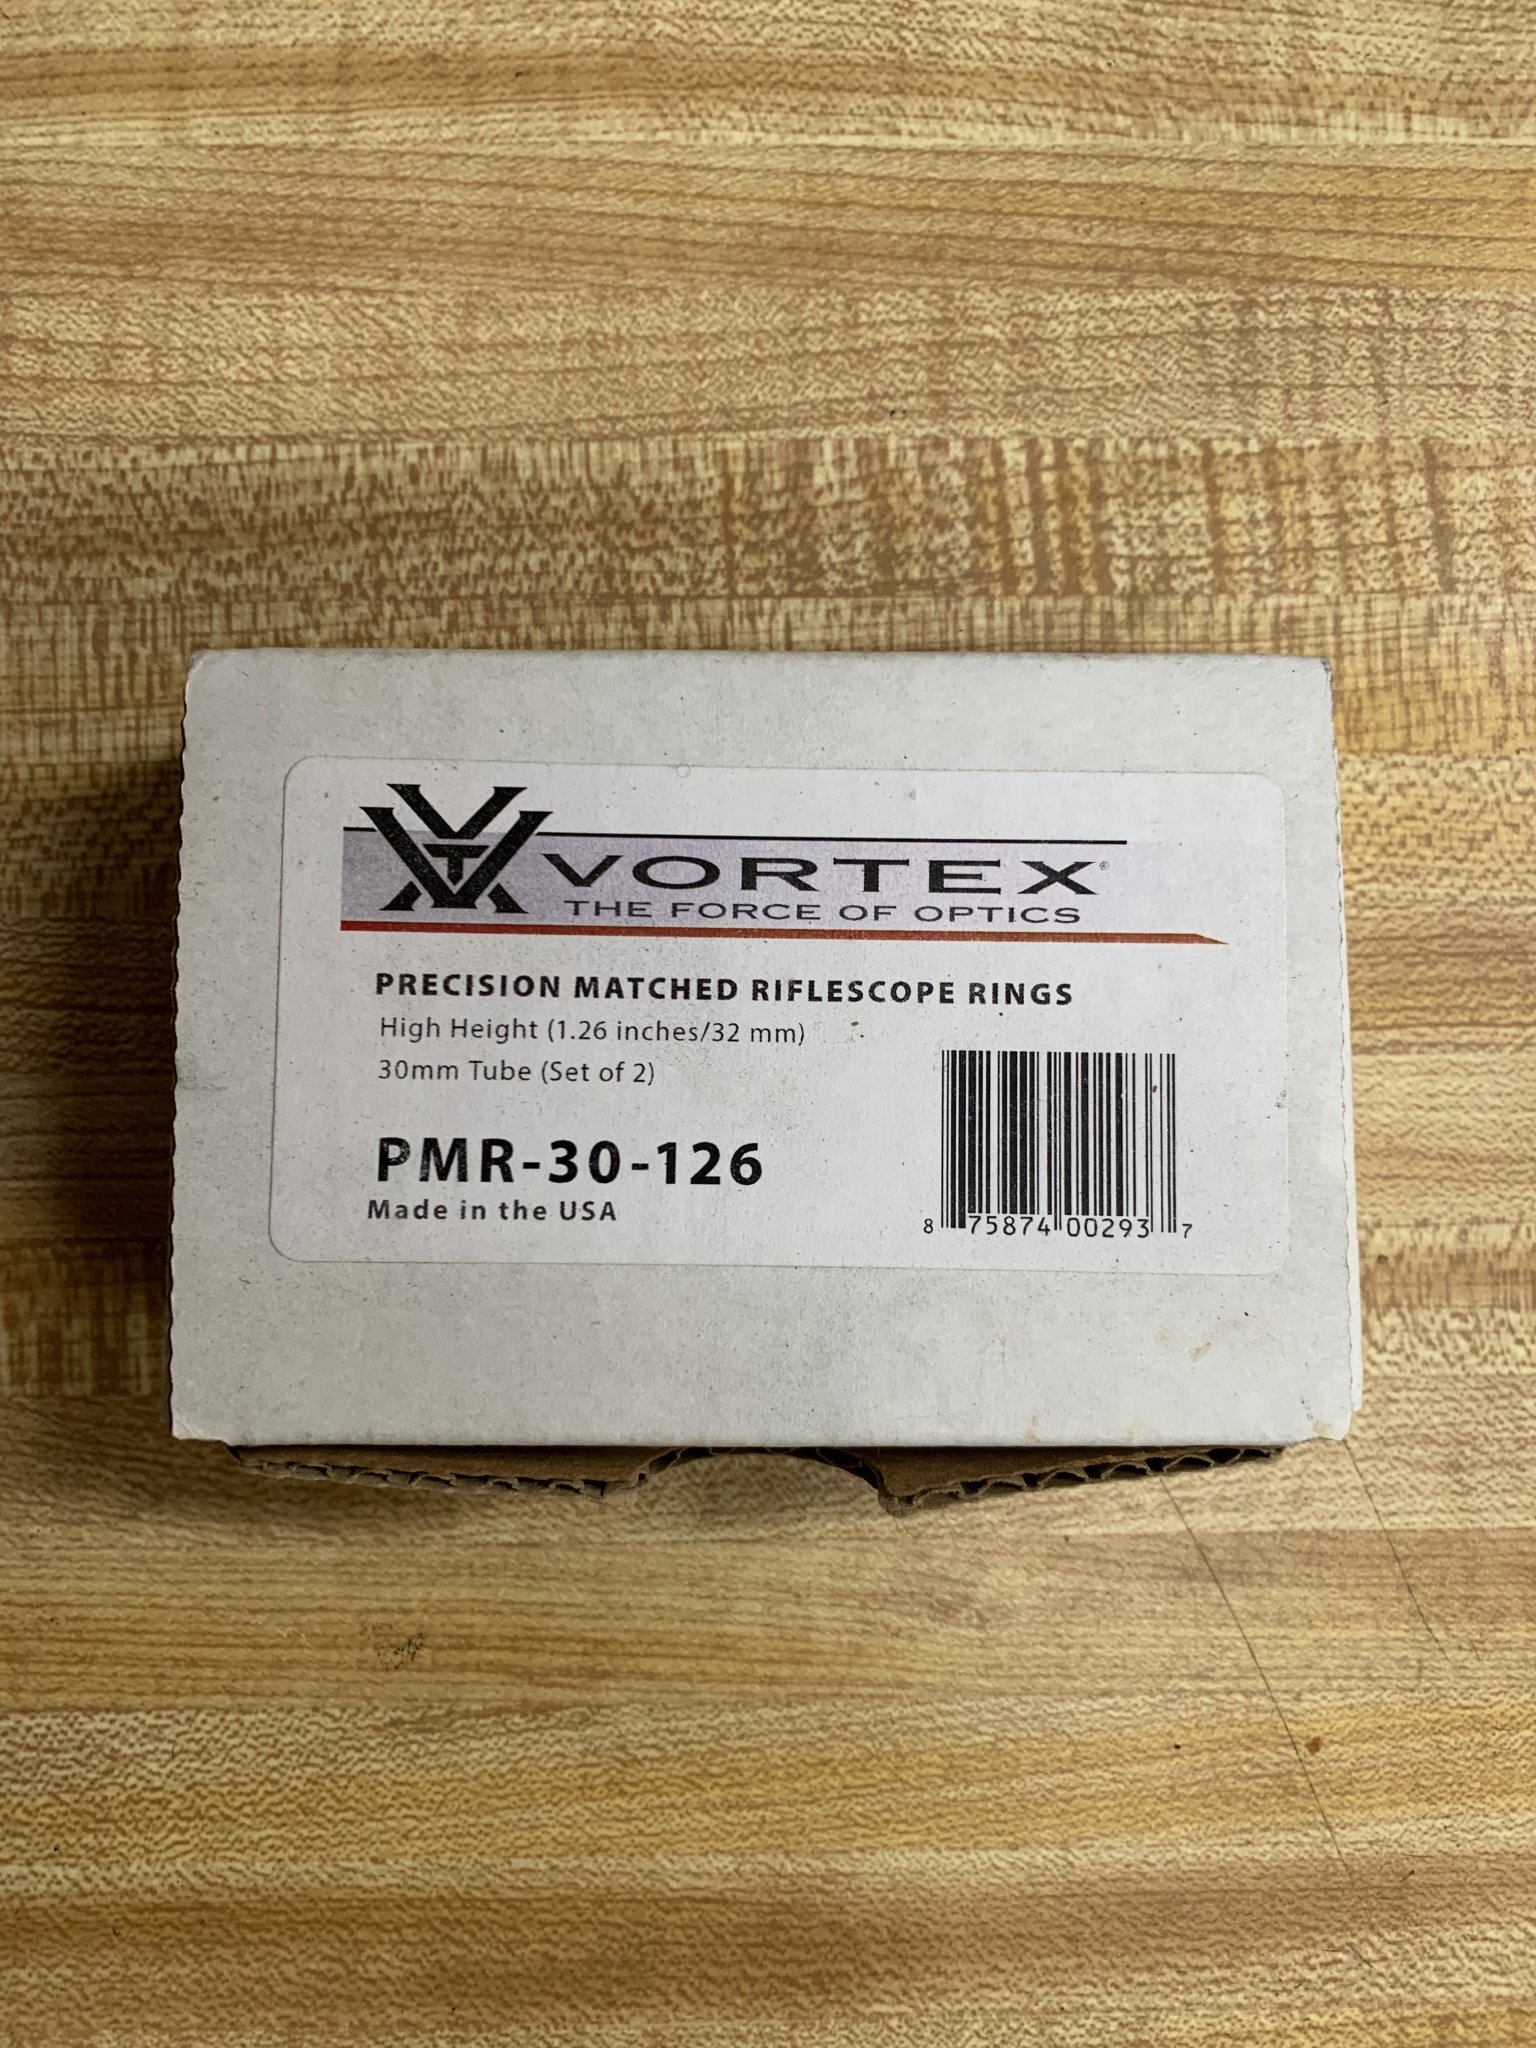 VORTEX®
THE FORCE OF OPTICS
PRECISION MATCHED RIFLESCOPE RINGS
High Height (1.26 inches/32 mm)
30mm Tube (Set of 2)
PMR-30-126
Made in the USA
8 75874 00293 7